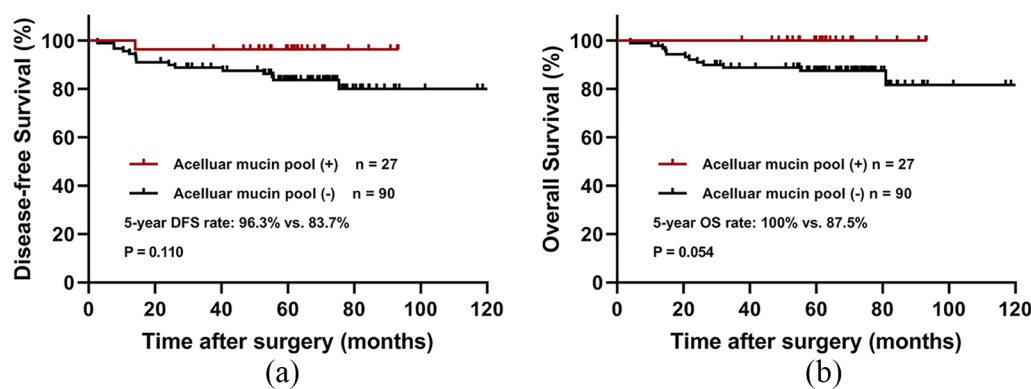 Disease-free Survival (%)
100
80
60
40
20
0
Acelluar mucin pool (+) n = 27
Acelluar mucin pool (-) n = 90
5-year DFS rate: 96.3% vs. 83.7%
P = 0.110
0 20 40 60 80 100 120
Time after surgery (months)
(a)
Overall Survival (%)
100
80
60
40
20
0
Acelluar mucin pool (+) n = 27
Acelluar mucin pool (-) n = 90
5-year OS rate: 100% vs. 87.5%
P = 0.054
0 20 40 60 80 100 120
Time after surgery (months)
(b)